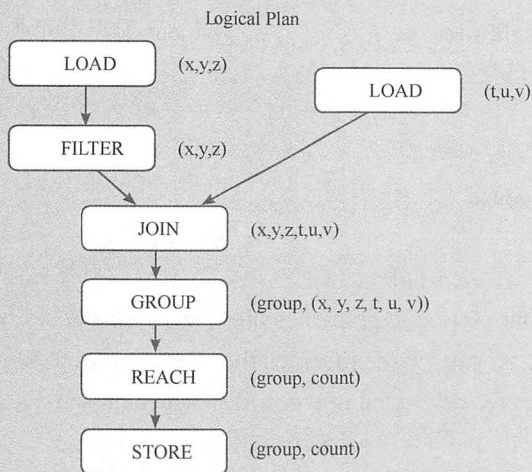 Logical Plan
LOAD (x,y,z)
LOAD (t,u,v)
FILTER (x,y,z)
JOIN (x,y,z,t,u,v)
GROUP (group, (x, y, z, t, u, v))
REACH (group, count)
STORE (group, count)